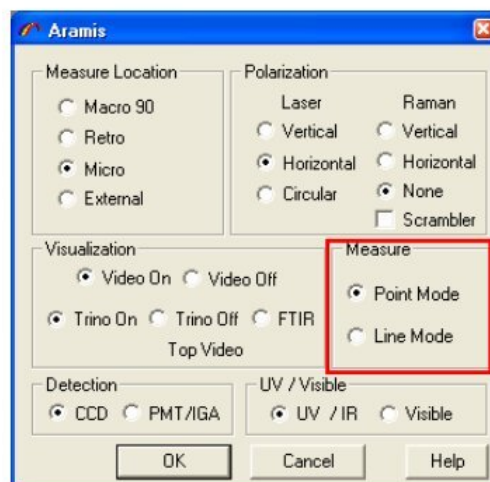 Aramis
Measure Location
Macro 90
Retro
Micro
External
Polarization
Laser Raman
Vertical Vertical
Horizontal Horizontal
Circular None
Scrambler
Visualization
Video On Video Off
Trino On Trino Off FTIR
Top Video
Measure
Point Mode
Line Mode
Detection
CCD PMT/IGA
UV / Visible
UV / IR Visible
OK Cancel Help